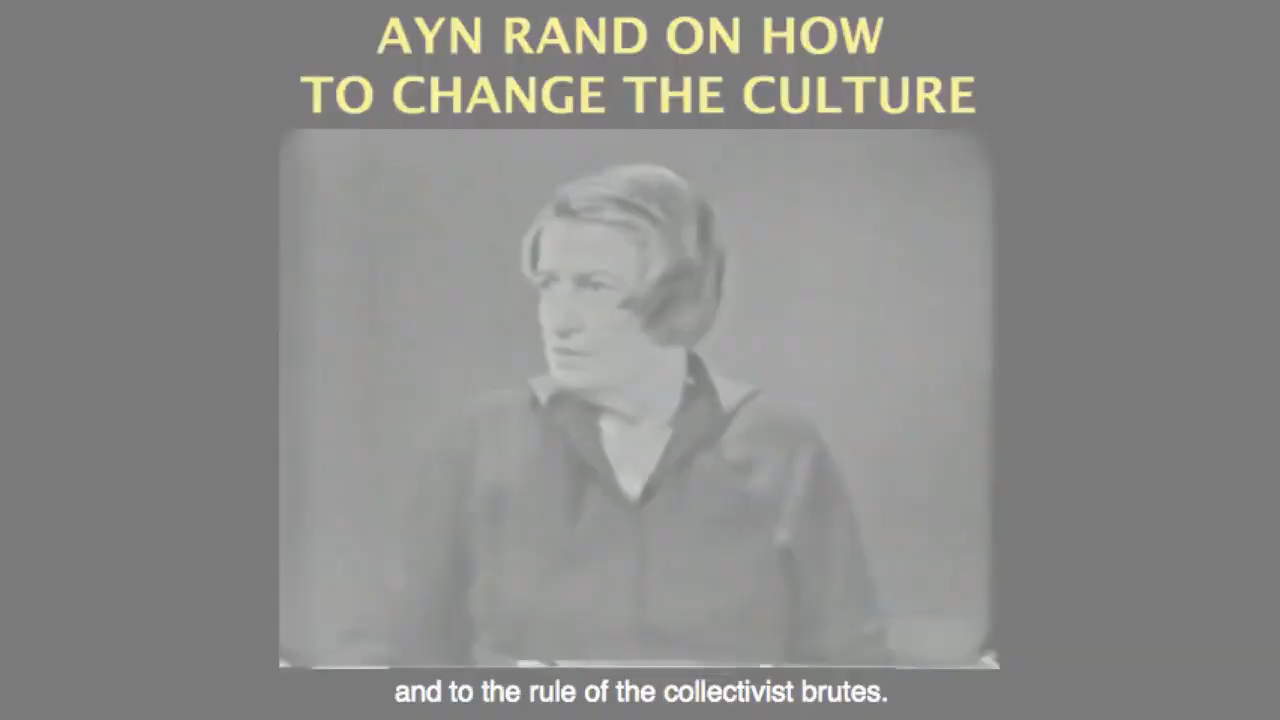 AYN RAND ON HOW
TO CHANGE THE CULTURE
and to the rule of the collectivist brutes.